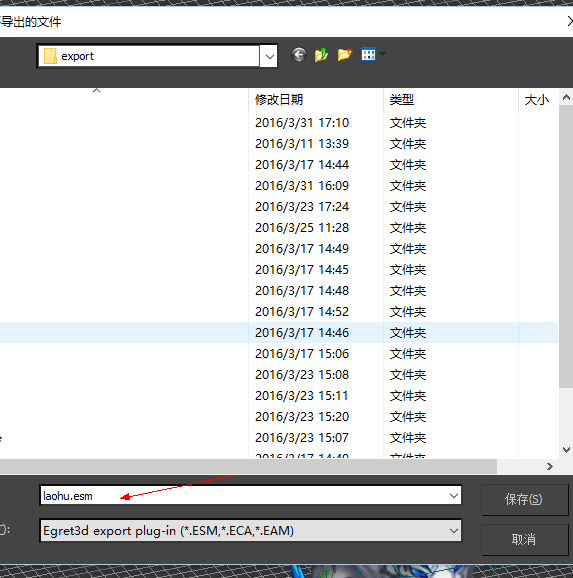 导出的文件
export
修改日期 类型 大小
2016/3/31 17:10 文件夹
2016/3/11 13:39 文件夹
2016/3/17 14:44 文件夹
2016/3/31 16:09 文件夹
2016/3/23 17:24 文件夹
2016/3/25 11:28 文件夹
2016/3/17 14:49 文件夹
2016/3/17 14:45 文件夹
2016/3/17 14:48 文件夹
2016/3/17 14:52 文件夹
2016/3/17 14:46 文件夹
2016/3/17 15:06 文件夹
2016/3/23 15:08 文件夹
2016/3/23 15:11 文件夹
2016/3/23 15:20 文件夹
e 2016/3/23 15:07 文件夹
2016/3/17 14:49 文件夹
laohu.esm 保存(S)
): Egret3d export plug-in (*.ESM,*.ECA,*.EAM) 取消